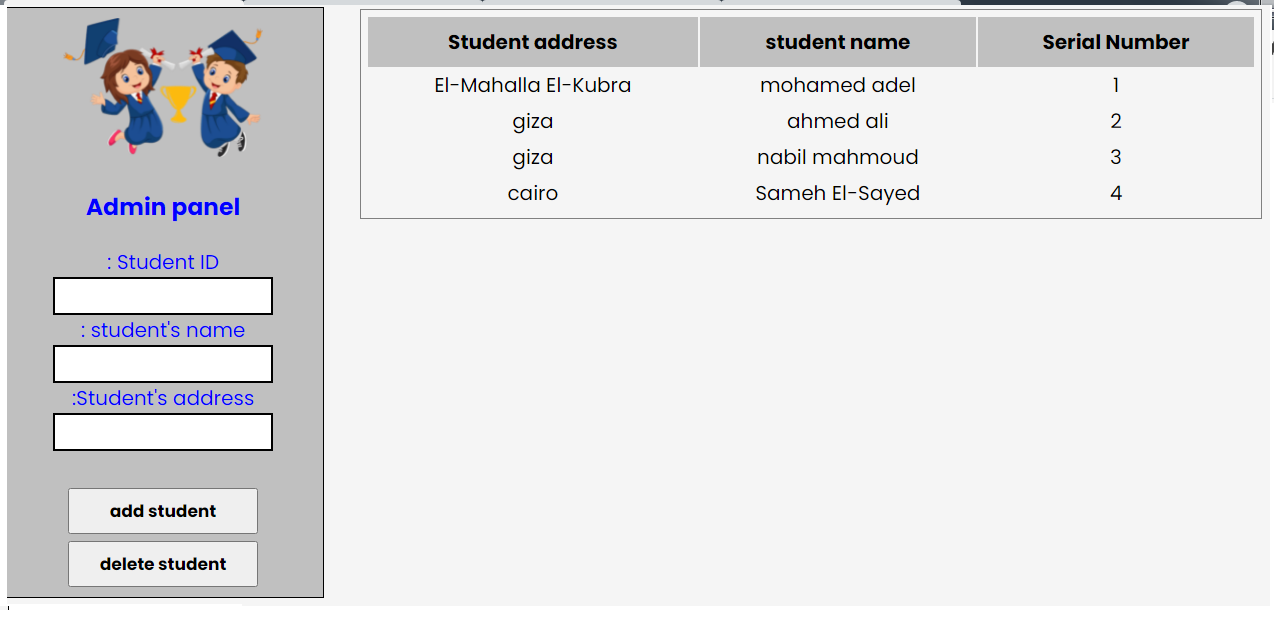 Admin panel
: Student ID
: student's name
:Student's address
add student
delete student
Student address student name Serial Number
El-Mahalla El-Kubra mohamed adel 1
giza ahmed ali 2
giza nabil mahmoud 3
cairo Sameh El-Sayed 4